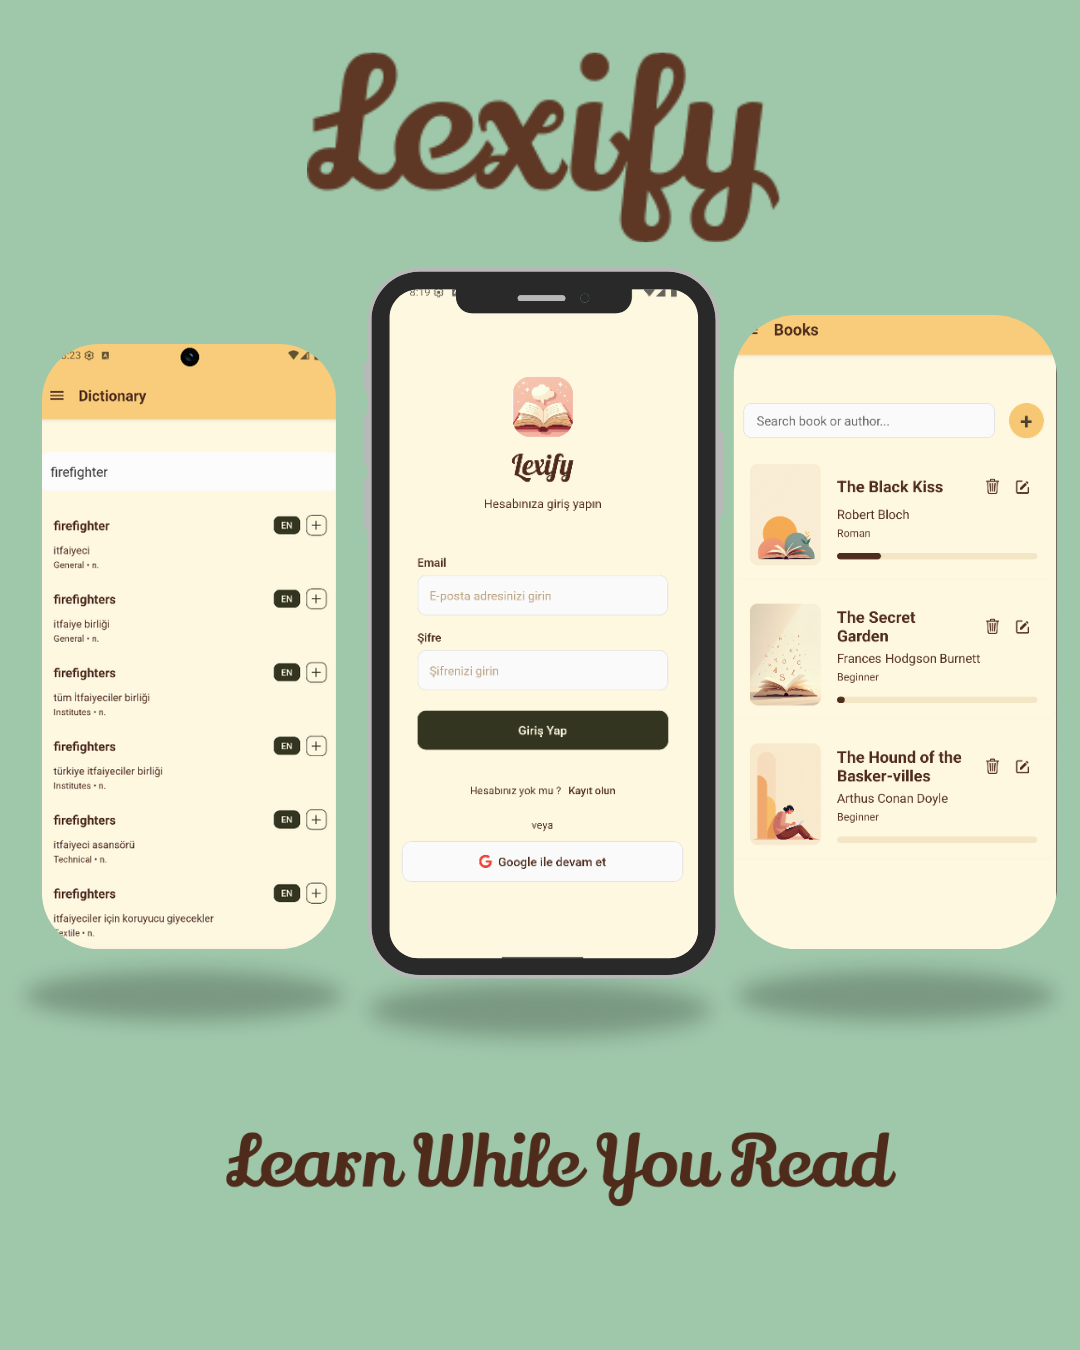 Lexify
8:23
Dictionary
firefighter
firefighter EN
itfaiyeci
General • n.
firefighters EN
itfaiye birliği
General • n.
firefighters EN
tüm i̇tfaiyeciler birliği
Institutes • n.
firefighters EN
türkiye itfaiyeciler birliği
Institutes • n.
firefighters EN
itfaiyeci asansörü
Technical • n.
firefighters EN
itfaiyeciler için koruyucu giyecekler
Textile • n.
8:19
Lexify
Hesabınıza giriş yapın
Email
E-posta adresinizi girin
Şifre
Şifrenizi girin
Giriş Yap
Hesabınız yok mu ? Kayıt olun
veya
Google ile devam et
Books
Search book or author...
The Black Kiss
Robert Bloch
Roman
The Secret
Garden
Frances Hodgson Burnett
Beginner
The Hound of the
Basker-villes
Arthus Conan Doyle
Beginner
Learn While You Read